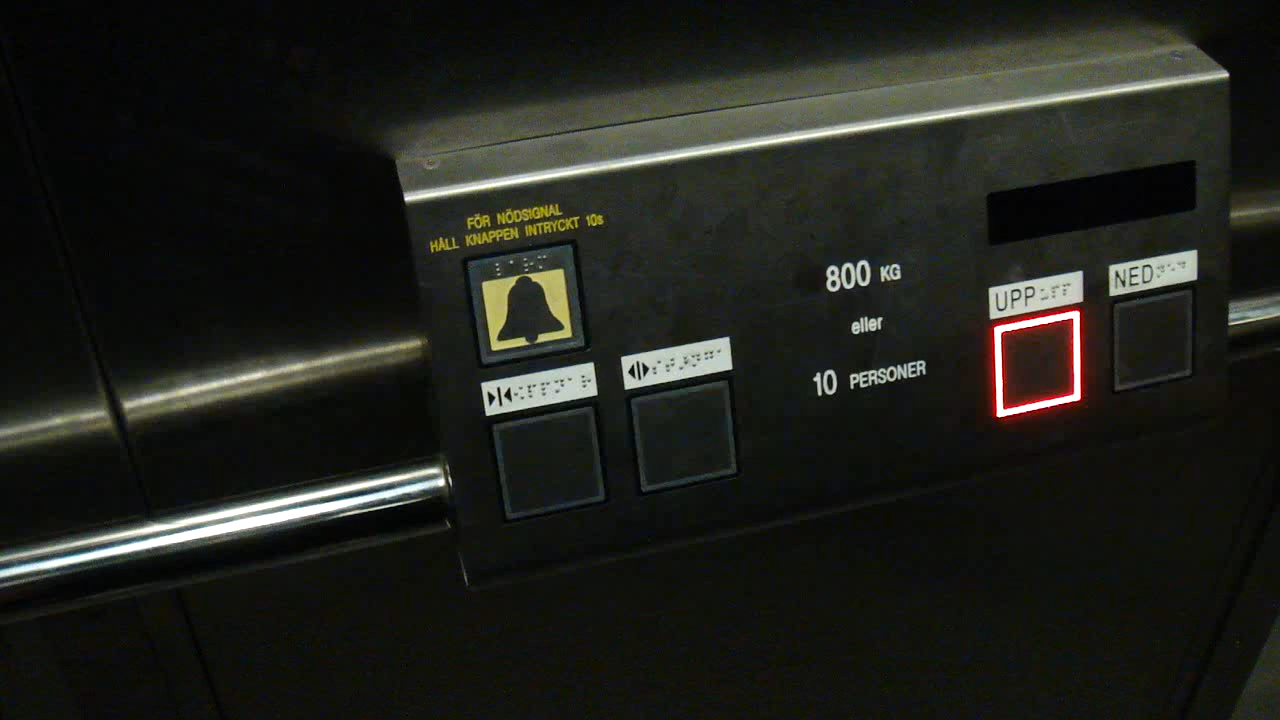 FÖR NÖDSIGNAL
HÅLL KNAPPEN INTRYCKT 10s
800 KG
eller
10 PERSONER
UPP
NED